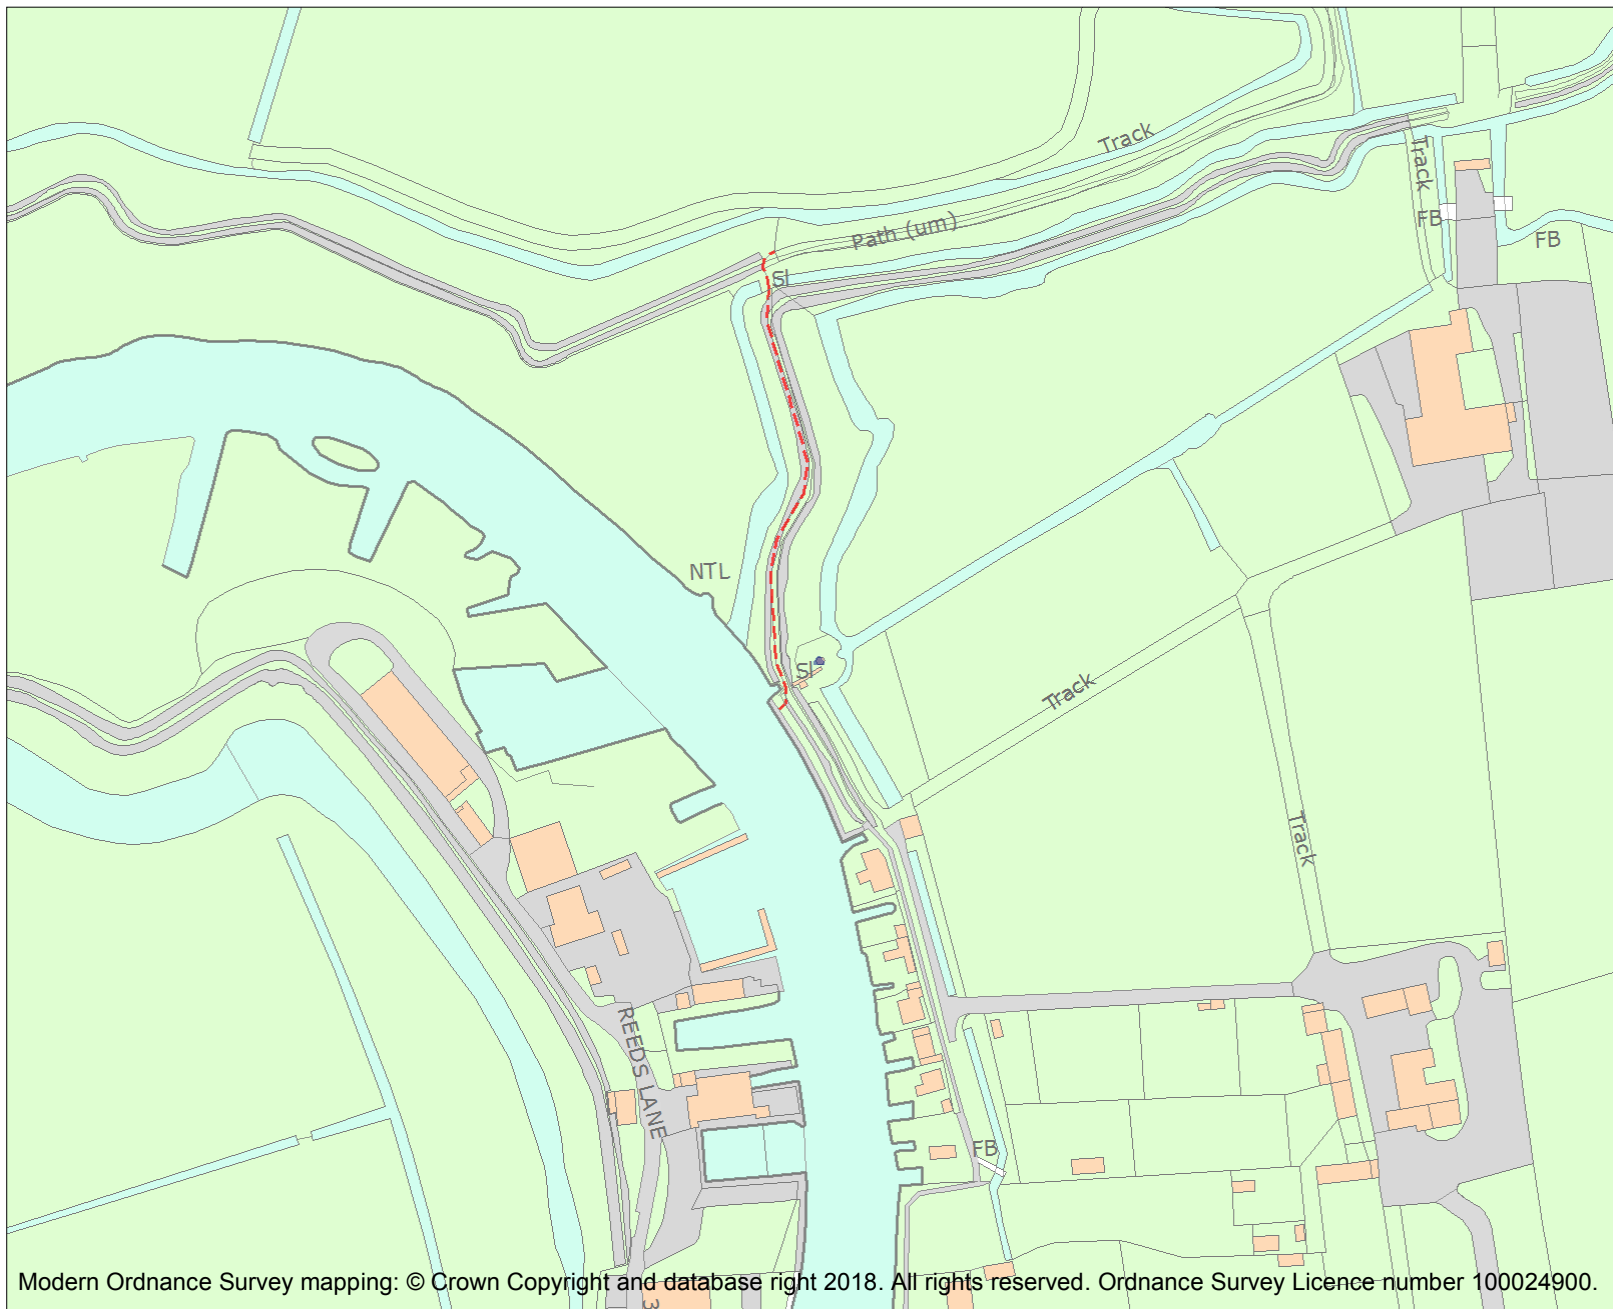 Track
Track
Path (um)
FB
FB
Sl
NTL
Sl
Track
Track
REEDS LANE
FB
3
Modern Ordnance Survey mapping: © Crown Copyright and database right 2018. All rights reserved. Ordnance Survey Licence number 100024900.